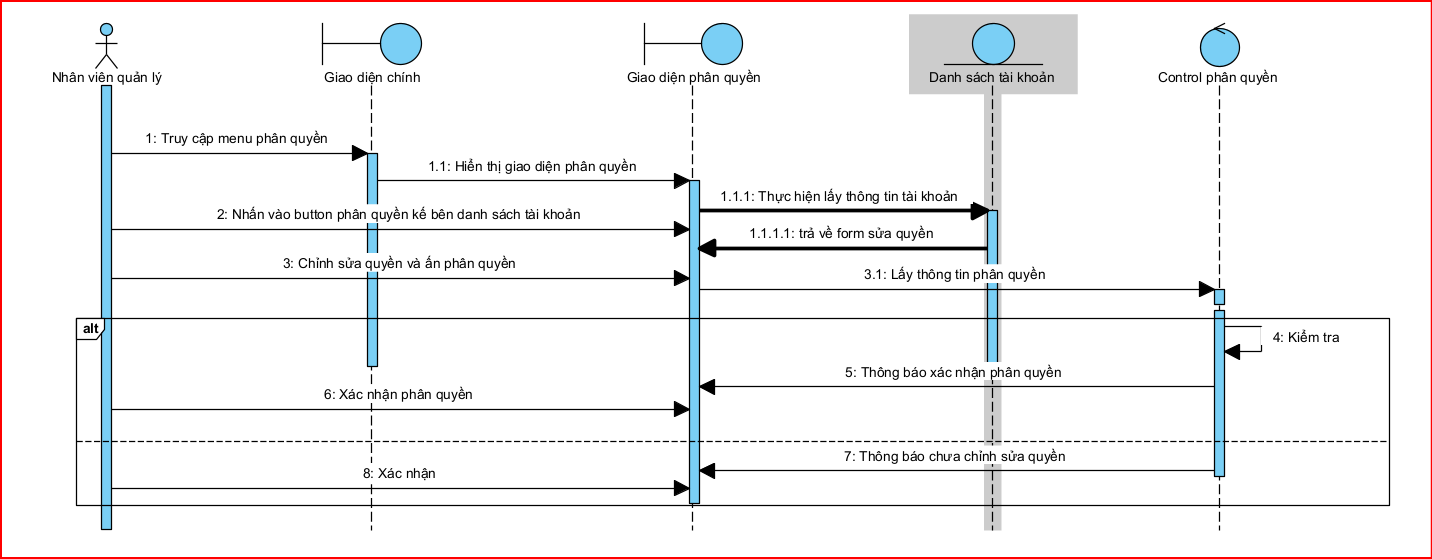 Nhân viên quản lý
Giao diện chính
Giao diện phân quyền
Danh sách tài khoản
Control phân quyền
1: Truy cập menu phân quyền
1.1: Hiển thị giao diện phân quyền
1.1.1: Thực hiện lấy thông tin tài khoản
2: Nhấn vào button phân quyền kế bên danh sách tài khoản
1.1.1.1: trả về form sửa quyền
3: Chỉnh sửa quyền và ấn phân quyền
3.1: Lấy thông tin phân quyền
alt
4: Kiểm tra
5: Thông báo xác nhận phân quyền
6: Xác nhận phân quyền
7: Thông báo chưa chỉnh sửa quyền
8: Xác nhận